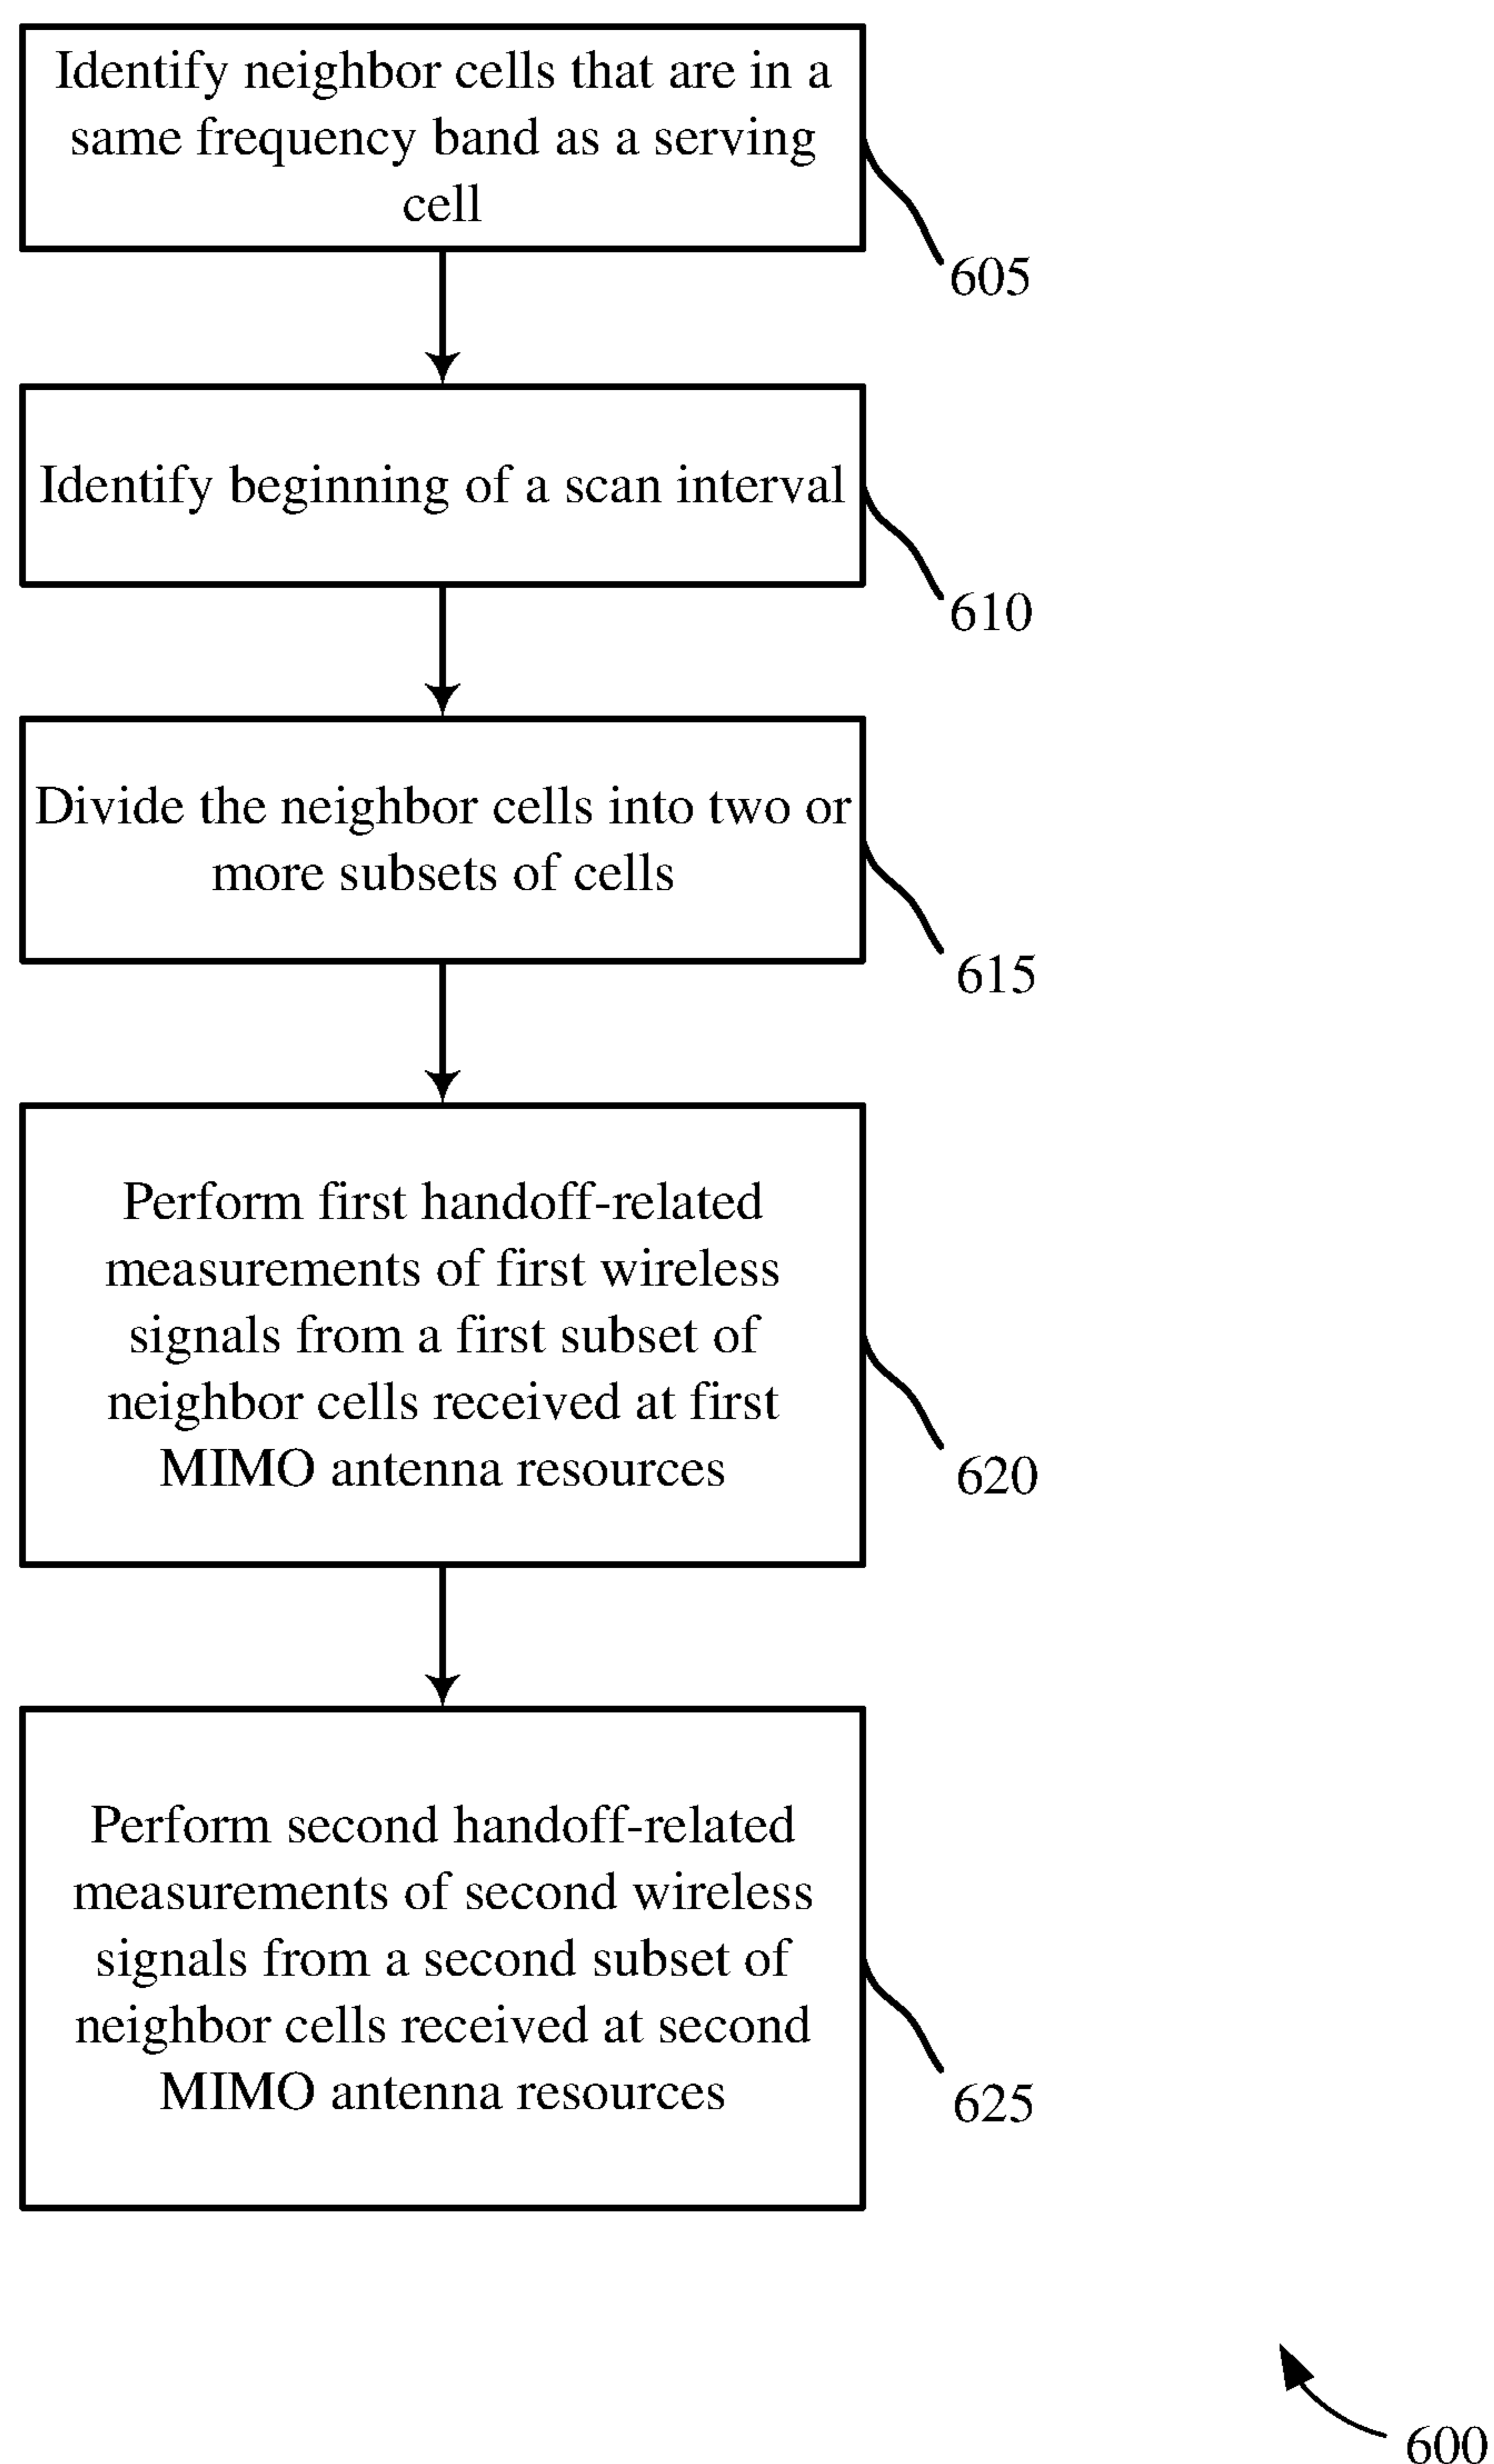 Identify neighbor cells that are in a
same frequency band as a serving
cell
605
Identify beginning of a scan interval
610
Divide the neighbor cells into two or
more subsets of cells
615
Perform first handoff-related
measurements of first wireless
signals from a first subset of
neighbor cells received at first
MIMO antenna resources
620
Perform second handoff-related
measurements of second wireless
signals from a second subset of
neighbor cells received at second
MIMO antenna resources
625
600